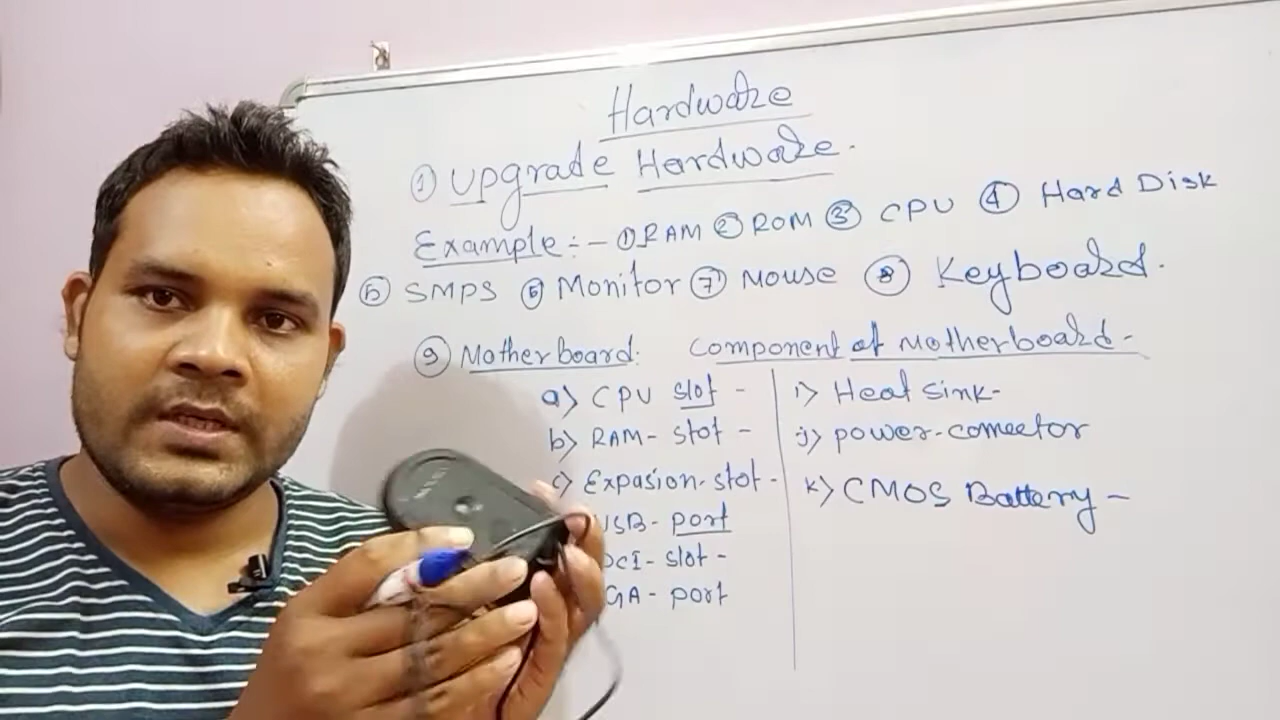 Hardware
① Upgrade Hardware.
Example:- ① RAM ② ROM ③ CPU ④ Hard Disk
⑤ SMPS ⑥ Monitor ⑦ Mouse ⑧ Keyboard.
⑨ Motherboard: Component of Motherboard-
a) CPU slot -
b) RAM- slot -
c) Expasion-slot -
USB- port
PCI- slot -
GA- port
i) Heat sink-
j) power-connector
k) CMOS Battery -